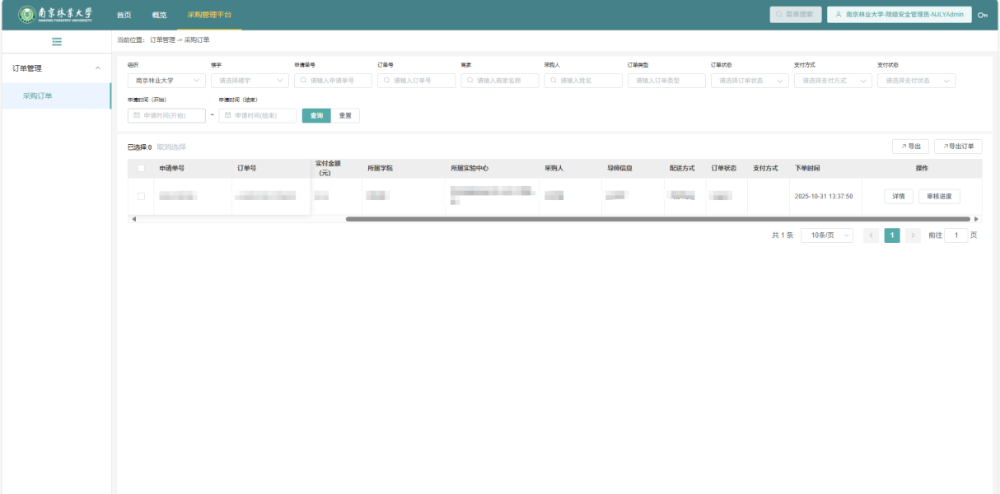 南京林业大学 首页 概览 采购管理平台 菜单搜索 南京林业大学-院级安全管理员-NJLYAdmin
NANJING FORESTRY UNIVERSITY
当前位置： 订单管理 -> 采购订单
订单管理
采购订单
组织 楼宇 申请单号 订单号 商家 采购人 订单类型 订单状态 支付方式 支付状态
南京林业大学 请选择楼宇 请输入申请单号 请输入订单号 请输入商家名称 请输入姓名 请输入订单类型 请选择订单状态 请选择支付方式 请选择支付状态
申请时间（开始） 申请时间（结束）
申请时间(开始) ~ 申请时间(结束) 查询 重置
已选择:0 取消选择 导出 导出订单
申请单号 订单号 实付金额（元） 所属学院 所属实验中心 采购人 导师信息 配送方式 订单状态 支付方式 下单时间 操作
2025-10-31 13:37:50 详情 审核进度
共 1 条 10条/页 < 1 > 前往 1 页